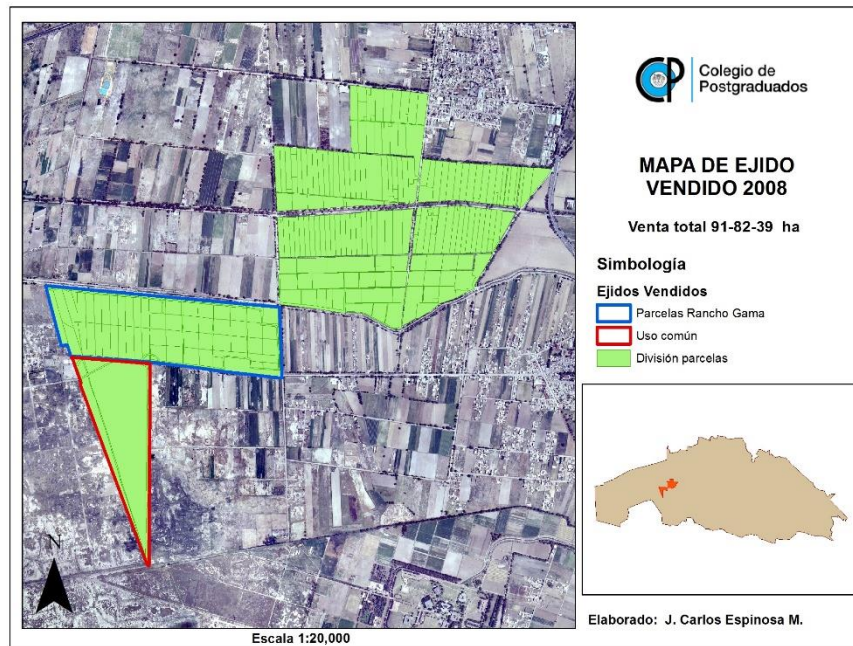 CP
Colegio de
Postgraduados
MAPA DE EJIDO
VENDIDO 2008
Venta total 91-82-39 ha
Simbología
Ejidos Vendidos
Parcelas Rancho Gama
Uso común
División parcelas
N
Escala 1:20,000
Elaborado: J. Carlos Espinosa M.